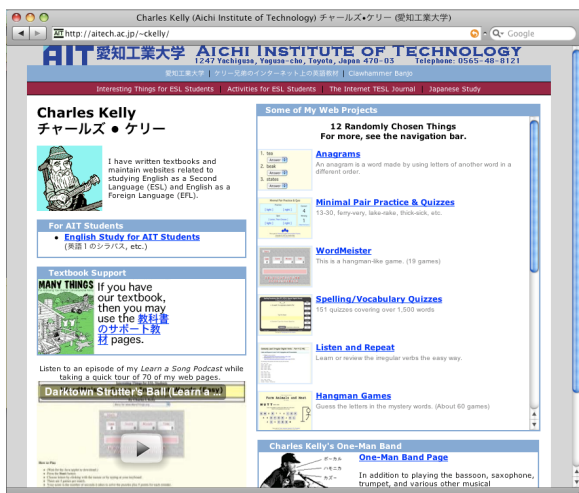 Charles Kelly (Aichi Institute of Technology) チャールズ•ケリー (愛知工業大学)
http://aitech.ac.jp/~ckelly/
Google
AIT 愛知工業大学 AICHI INSTITUTE OF TECHNOLOGY
1247 Yachigusa, Yagusa-cho, Toyota, Japan 470-03 Telephone: 0565-48-8121
愛知工業大学 | ケリー兄弟のインターネット上の英語教材 | Clawhammer Banjo
Interesting Things for ESL Students | Activities for ESL Students | The Internet TESL Journal | Japanese Study
Charles Kelly
チャールズ ● ケリー
I have written textbooks and
maintain websites related to
studying English as a Second
Language (ESL) and English as a
Foreign Language (EFL).
For AIT Students
• English Study for AIT Students
(英語 I のシラバス, etc.)
Textbook Support
MANY THINGS
If you have
our textbook,
then you may
use the 教科書
のサポート教
材 pages.
Listen to an episode of my Learn a Song Podcast while
taking a quick tour of 70 of my web pages.
Darktown Strutter's Ball (Learn a ...
Some of My Web Projects
12 Randomly Chosen Things
For more, see the navigation bar.
Anagrams
An anagram is a word made by using letters of another word in a
different order.
Minimal Pair Practice & Quizzes
13-30, ferry-very, lake-rake, thick-sick, etc.
WordMeister
This is a hangman-like game. (19 games)
Spelling/Vocabulary Quizzes
151 quizzes covering over 1,500 words
Listen and Repeat
Learn or review the irregular verbs the easy way.
Hangman Games
Guess the letters in the mystery words. (About 60 games)
Charles Kelly's One-Man Band
ボーカル
ハモニカ
カズー
One-Man Band Page
In addition to playing the bassoon, saxophone,
trumpet, and various other musical